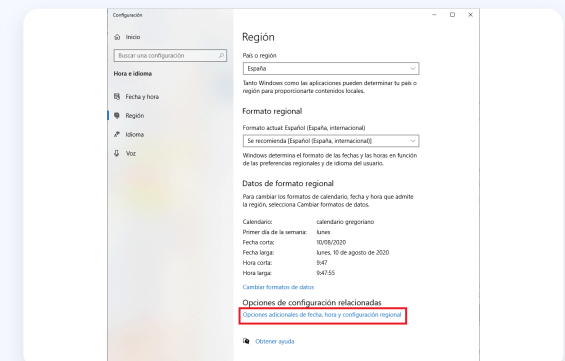 Configuración
Inicio
Buscar una configuración
Hora e idioma
Fecha y hora
Región
Idioma
Voz
Región
País o región
España
Tanto Windows como las aplicaciones pueden determinar tu país o
región para proporcionarte contenidos locales.
Formato regional
Formato actual: Español (España, internacional)
Se recomienda [Español (España, internacional)]
Windows determina el formato de las fechas y las horas en función
de las preferencias regionales y de idioma del usuario.
Datos de formato regional
Para cambiar los formatos de calendario, fecha y hora que admite
la región, selecciona Cambiar formatos de datos.
Calendario: calendario gregoriano
Primer día de la semana: lunes
Fecha corta: 10/08/2020
Fecha larga: lunes, 10 de agosto de 2020
Hora corta: 9:47
Hora larga: 9:47:55
Cambiar formatos de datos
Opciones de configuración relacionadas
Opciones adicionales de fecha, hora y configuración regional
Obtener ayuda